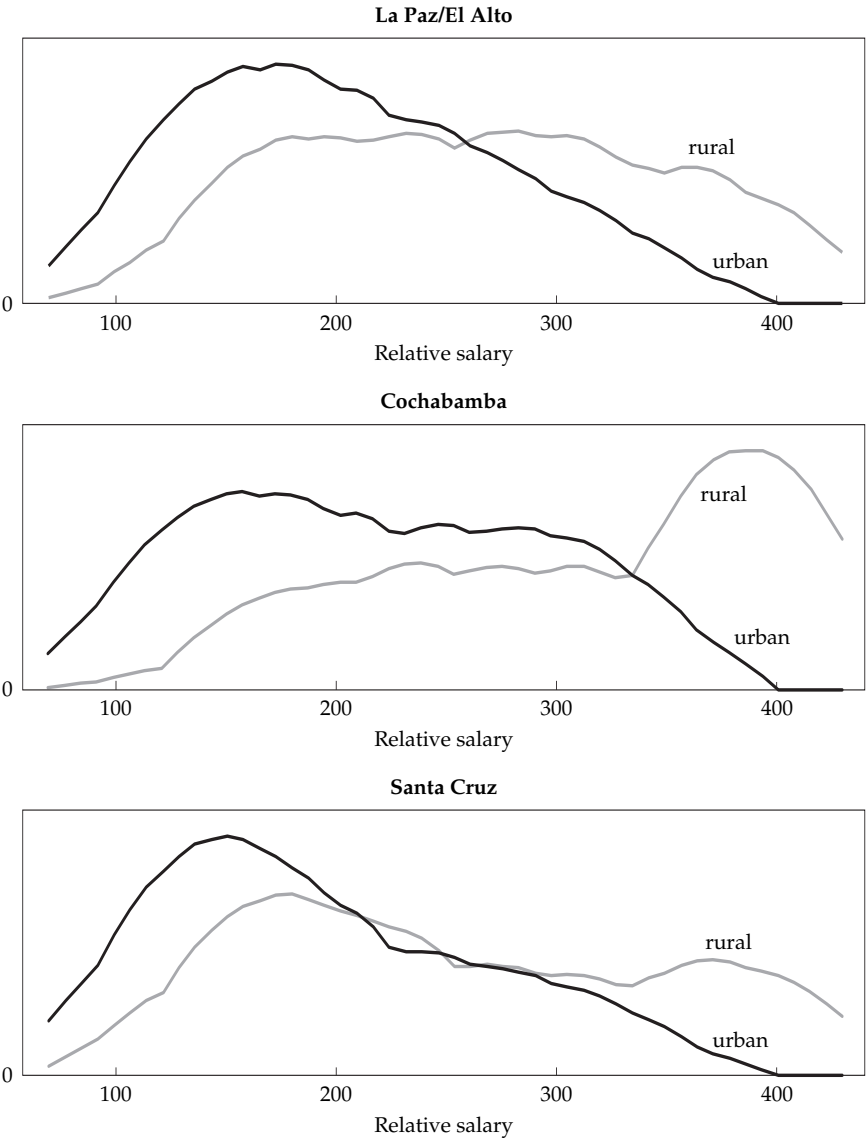 La Paz/El Alto
rural
urban
0
100 200 300 400
Relative salary
Cochabamba
rural
urban
0
100 200 300 400
Relative salary
Santa Cruz
rural
urban
0
100 200 300 400
Relative salary